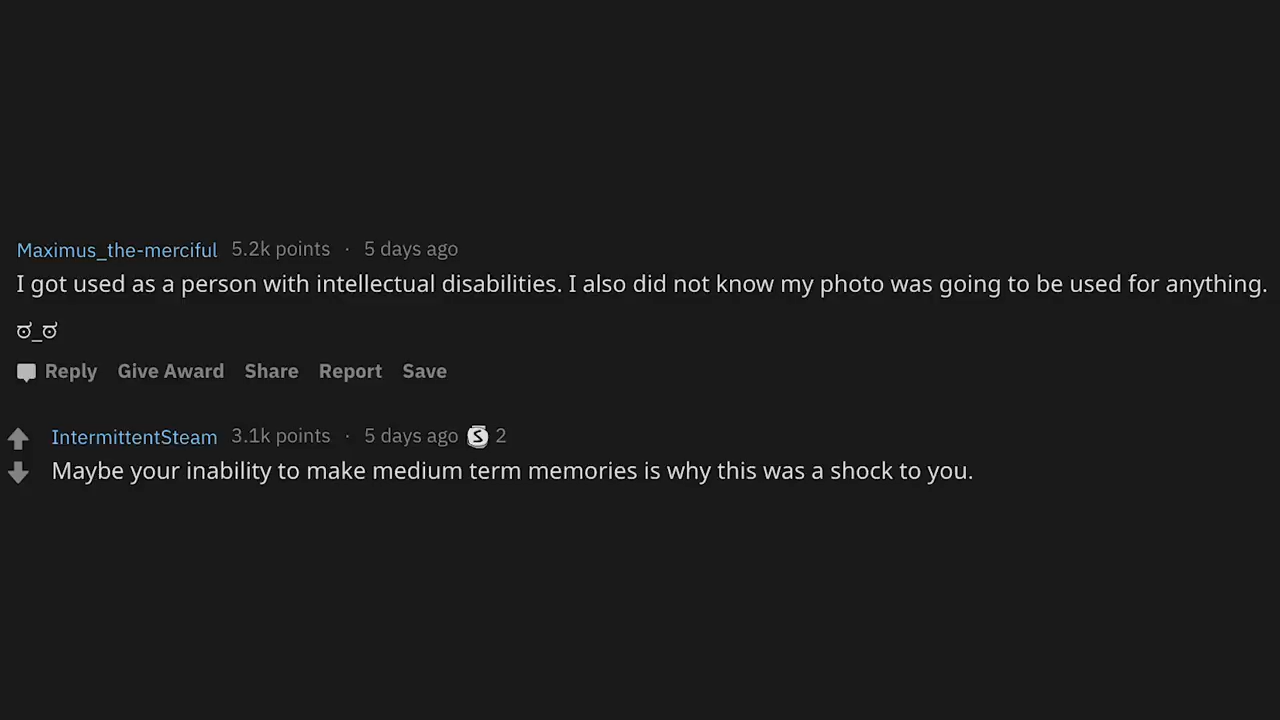 Maximus_the-merciful 5.2k points · 5 days ago
I got used as a person with intellectual disabilities. I also did not know my photo was going to be used for anything.
ಠ_ಠ
Reply Give Award Share Report Save
IntermittentSteam 3.1k points · 5 days ago S 2
Maybe your inability to make medium term memories is why this was a shock to you.